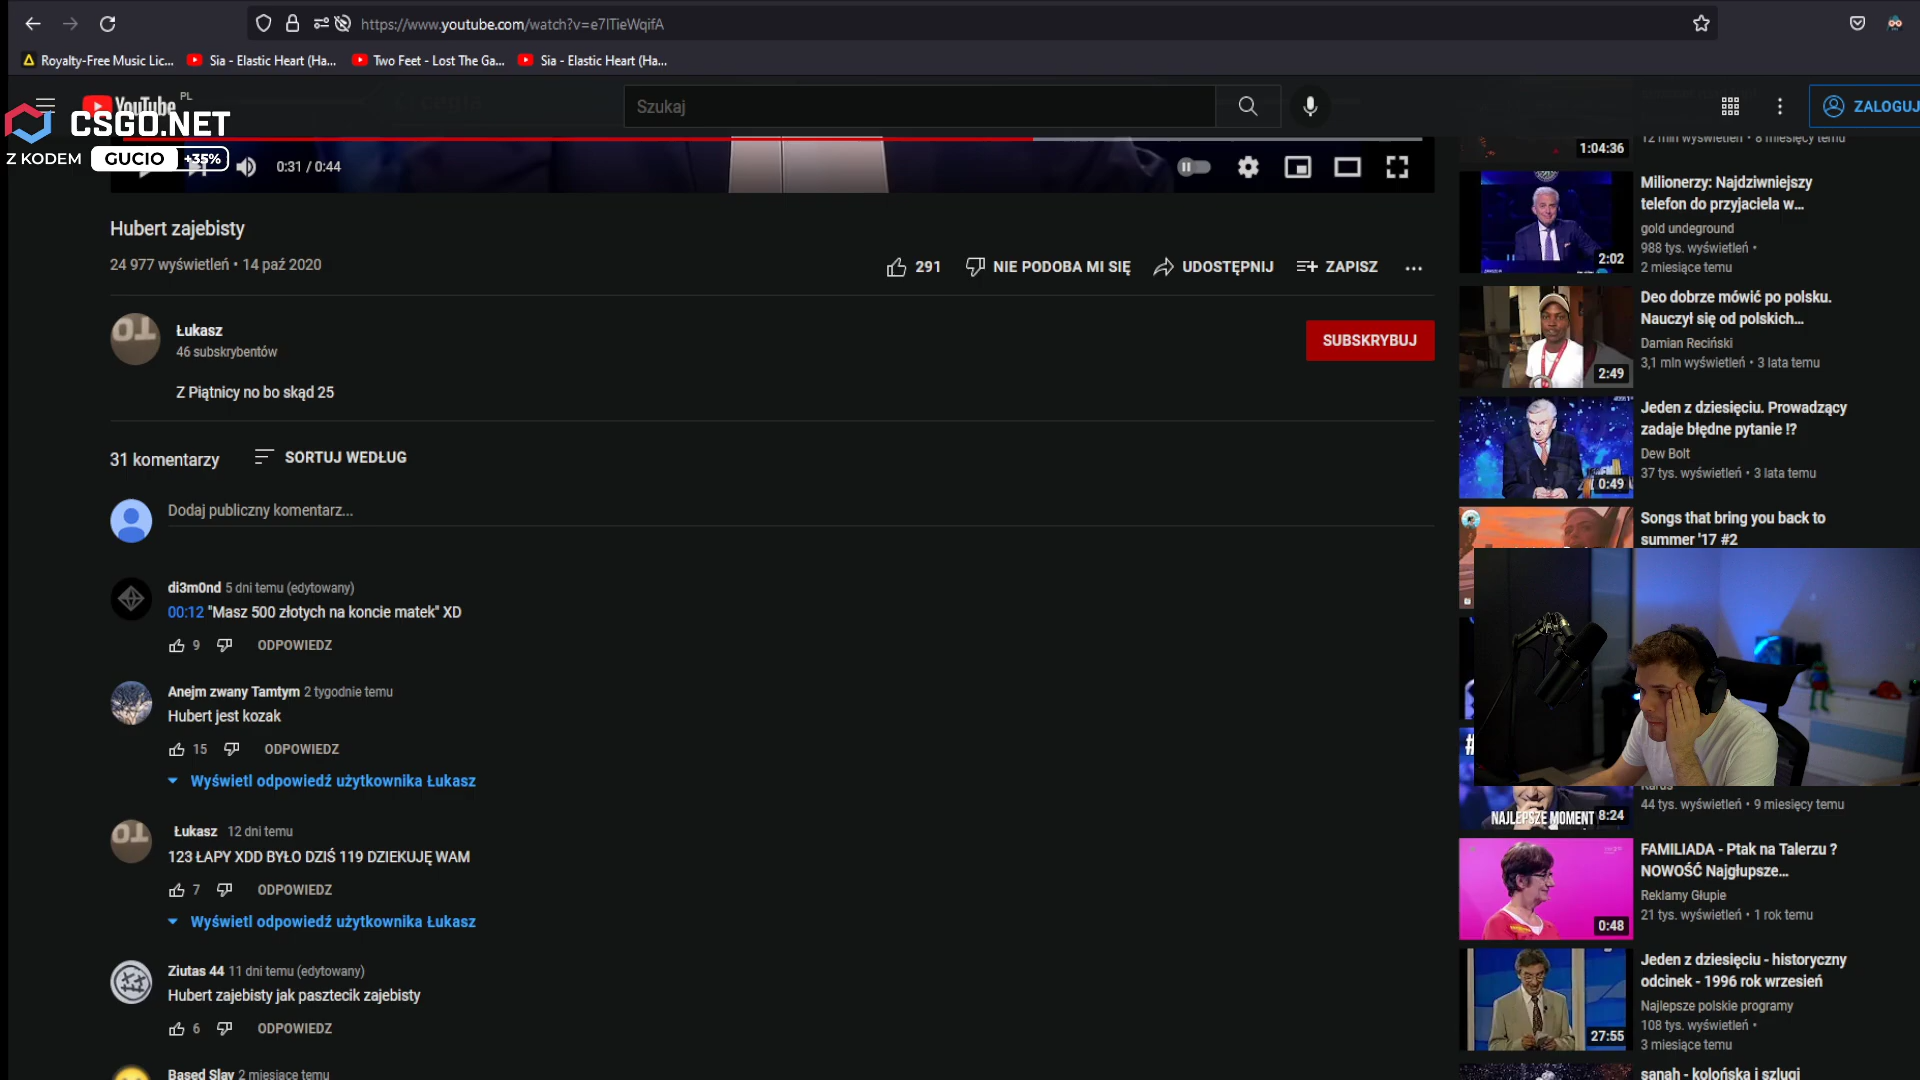 https://www.youtube.com/watch?v=e7lTieWqifA
Royalty-Free Music Lic...
Sia - Elastic Heart (Ha...
Two Feet - Lost The Ga...
Sia - Elastic Heart (Ha...
YouTube PL
Szukaj
ZALOGUJ
CSGO.NET
Z KODEM GUCIO +35%
0:31 / 0:44
Hubert zajebisty
24 977 wyświetleń • 14 paź 2020
291
NIE PODOBA MI SIĘ
UDOSTĘPNIJ
ZAPISZ
Łukasz
46 subskrybentów
SUBSKRYBUJ
Z Piątnicy no bo skąd 25
31 komentarzy
SORTUJ WEDŁUG
Dodaj publiczny komentarz...
di3m0nd 5 dni temu (edytowany)
00:12 "Masz 500 złotych na koncie matek" XD
9 ODPOWIEDZ
Anejm zwany Tamtym 2 tygodnie temu
Hubert jest kozak
15 ODPOWIEDZ
Wyświetl odpowiedź użytkownika Łukasz
Łukasz 12 dni temu
123 ŁAPY XDD BYŁO DZIŚ 119 DZIEKUJĘ WAM
7 ODPOWIEDZ
Wyświetl odpowiedź użytkownika Łukasz
Ziutas 44 11 dni temu (edytowany)
Hubert zajebisty jak pasztecik zajebisty
6 ODPOWIEDZ
Based Slav 2 miesiące temu
1:04:36
12 mln wyświetleń • 8 miesięcy temu
2:02
Milionerzy: Najdziwniejszy
telefon do przyjaciela w...
gold undeground
988 tys. wyświetleń •
2 miesiące temu
2:49
Deo dobrze mówić po polsku.
Nauczył się od polskich...
Damian Reciński
3,1 mln wyświetleń • 3 lata temu
0:49
Jeden z dziesięciu. Prowadzący
zadaje błędne pytanie !?
Dew Bolt
37 tys. wyświetleń • 3 lata temu
Songs that bring you back to
summer '17 #2
44 tys. wyświetleń • 9 miesięcy temu
NAJLEPSZE MOMENT 8:24
FAMILIADA - Ptak na Talerzu ?
NOWOŚĆ Najgłupsze...
Reklamy Głupie
21 tys. wyświetleń • 1 rok temu
0:48
Jeden z dziesięciu - historyczny
odcinek - 1996 rok wrzesień
Najlepsze polskie programy
108 tys. wyświetleń •
3 miesiące temu
27:55
sanah - kolońska i szlugi